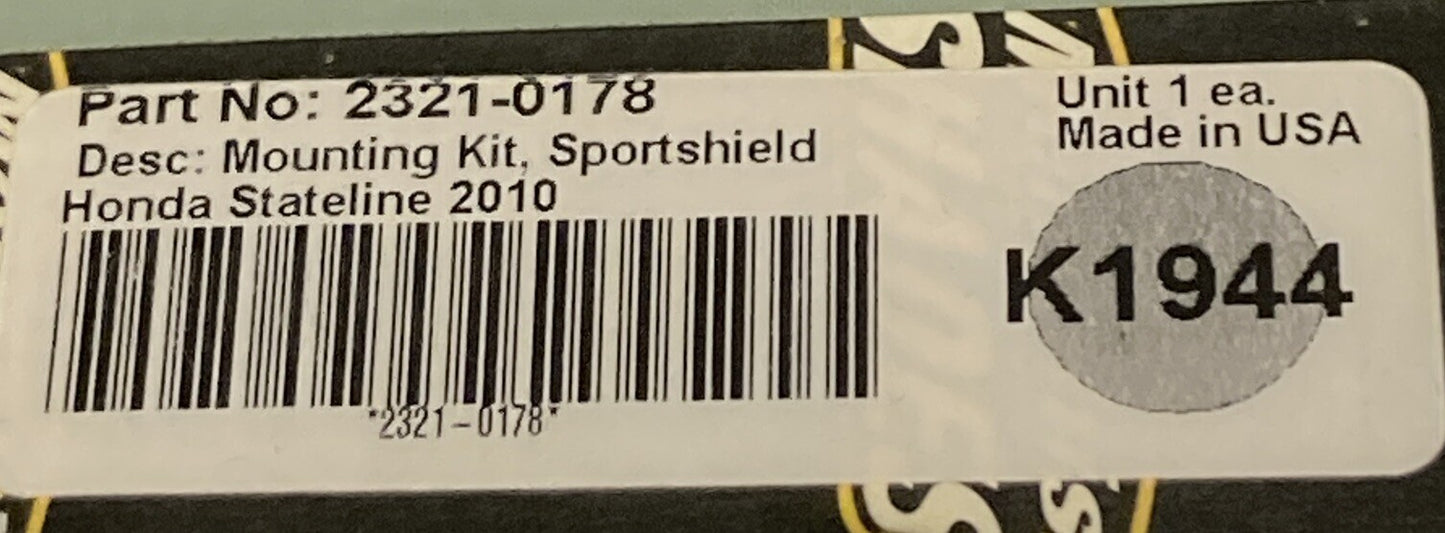 Part No: 2321-0178
Desc: Mounting Kit, Sportshield
Honda Stateline 2010
*2321-0178*
Unit 1 ea.
Made in USA
K1944